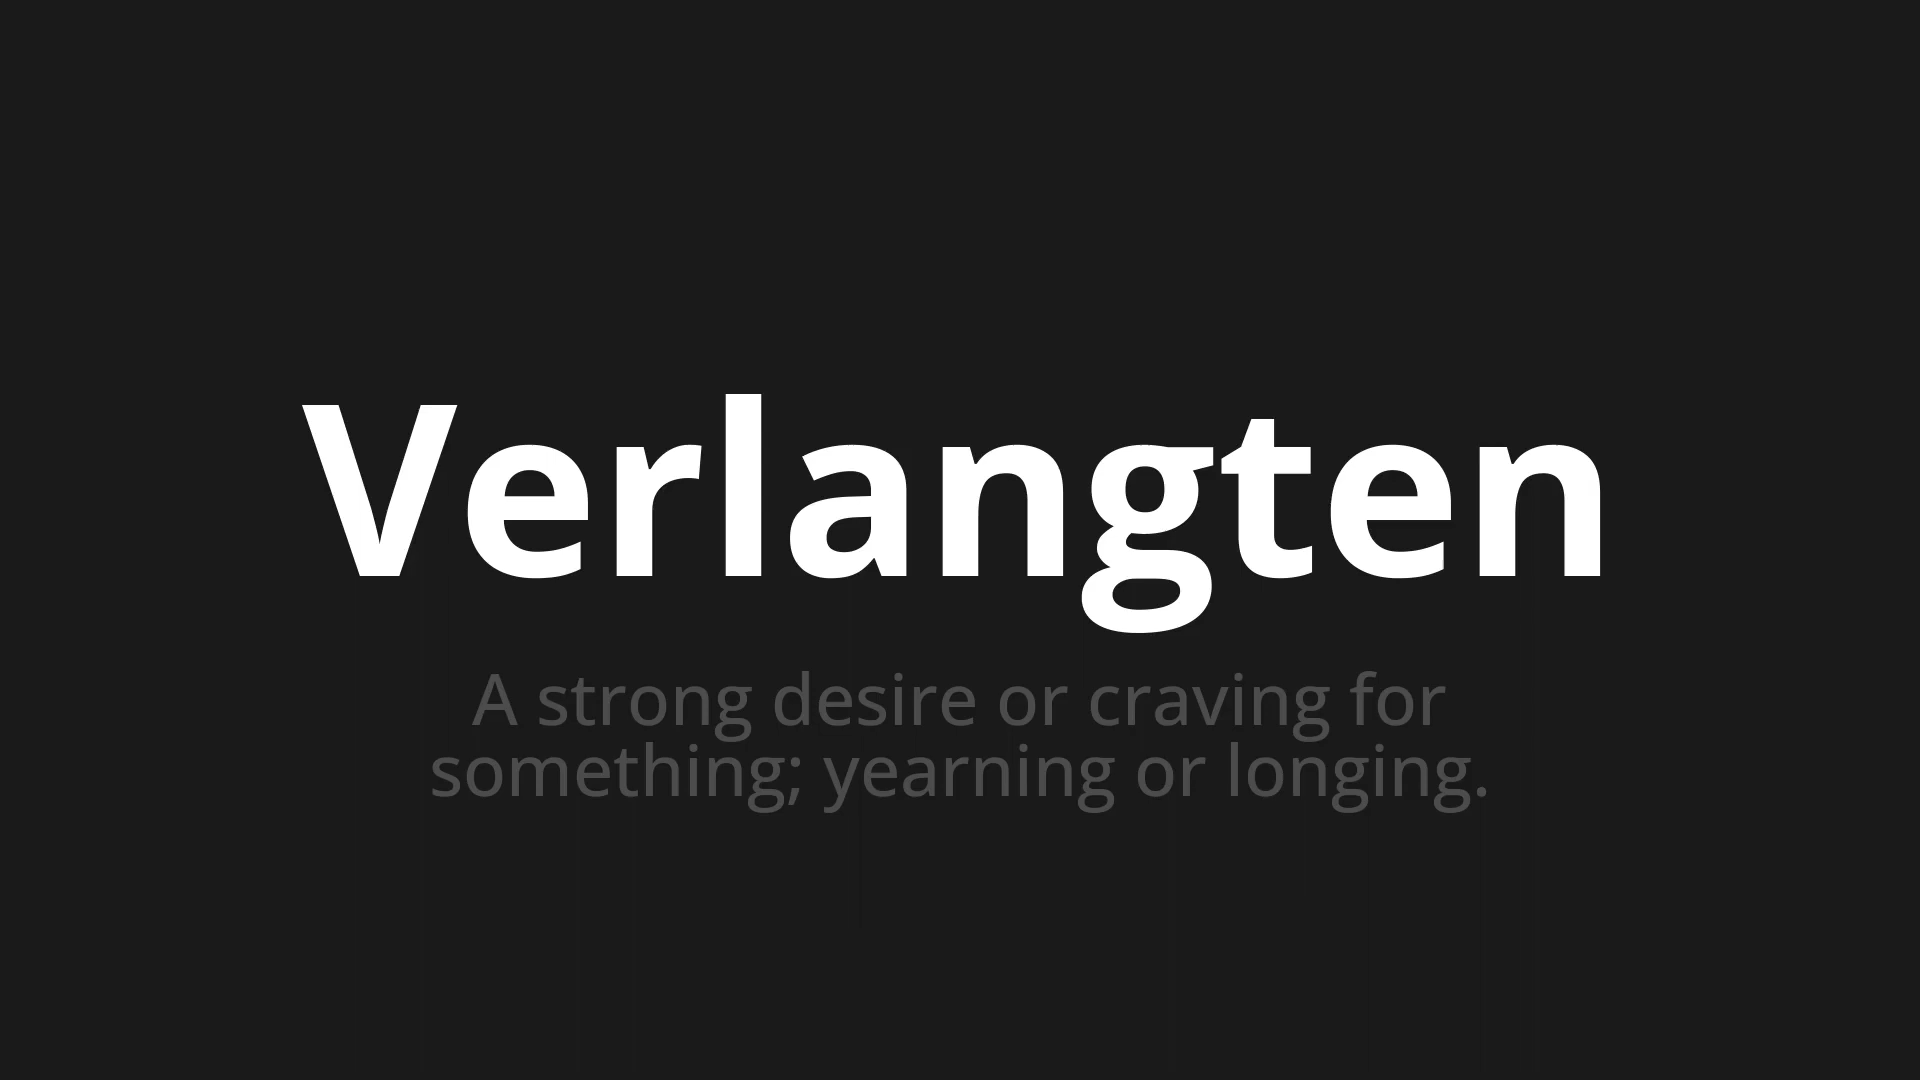 Verlangten
A strong desire or craving for
something; yearning or longing.